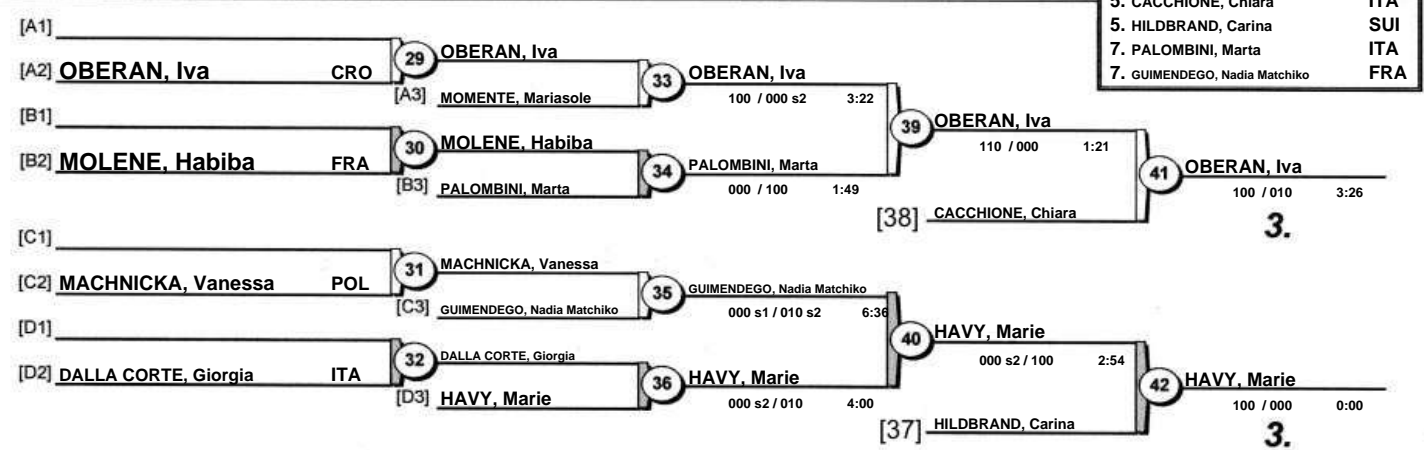 5. CACCHIONE, Chiara ITA
5. HILDBRAND, Carina SUI
7. PALOMBINI, Marta ITA
7. GUIMENDEGO, Nadia Matchiko FRA
[A1]
[A2] OBERAN, Iva CRO
29
OBERAN, Iva
[A3] MOMENTE, Mariasole
33
OBERAN, Iva
100 / 000 s2 3:22
[B1]
[B2] MOLENE, Habiba FRA
30
MOLENE, Habiba
[B3] PALOMBINI, Marta
34
PALOMBINI, Marta
000 / 100 1:49
39
OBERAN, Iva
110 / 000 1:21
[38] CACCHIONE, Chiara
41
OBERAN, Iva
100 / 010 3:26
3.
[C1]
[C2] MACHNICKA, Vanessa POL
31
MACHNICKA, Vanessa
[C3] GUIMENDEGO, Nadia Matchiko
35
GUIMENDEGO, Nadia Matchiko
000 s1 / 010 s2 6:36
[D1]
[D2] DALLA CORTE, Giorgia ITA
32
DALLA CORTE, Giorgia
[D3] HAVY, Marie
36
HAVY, Marie
000 s2 / 010 4:00
40
HAVY, Marie
000 s2 / 100 2:54
[37] HILDBRAND, Carina
42
HAVY, Marie
100 / 000 0:00
3.